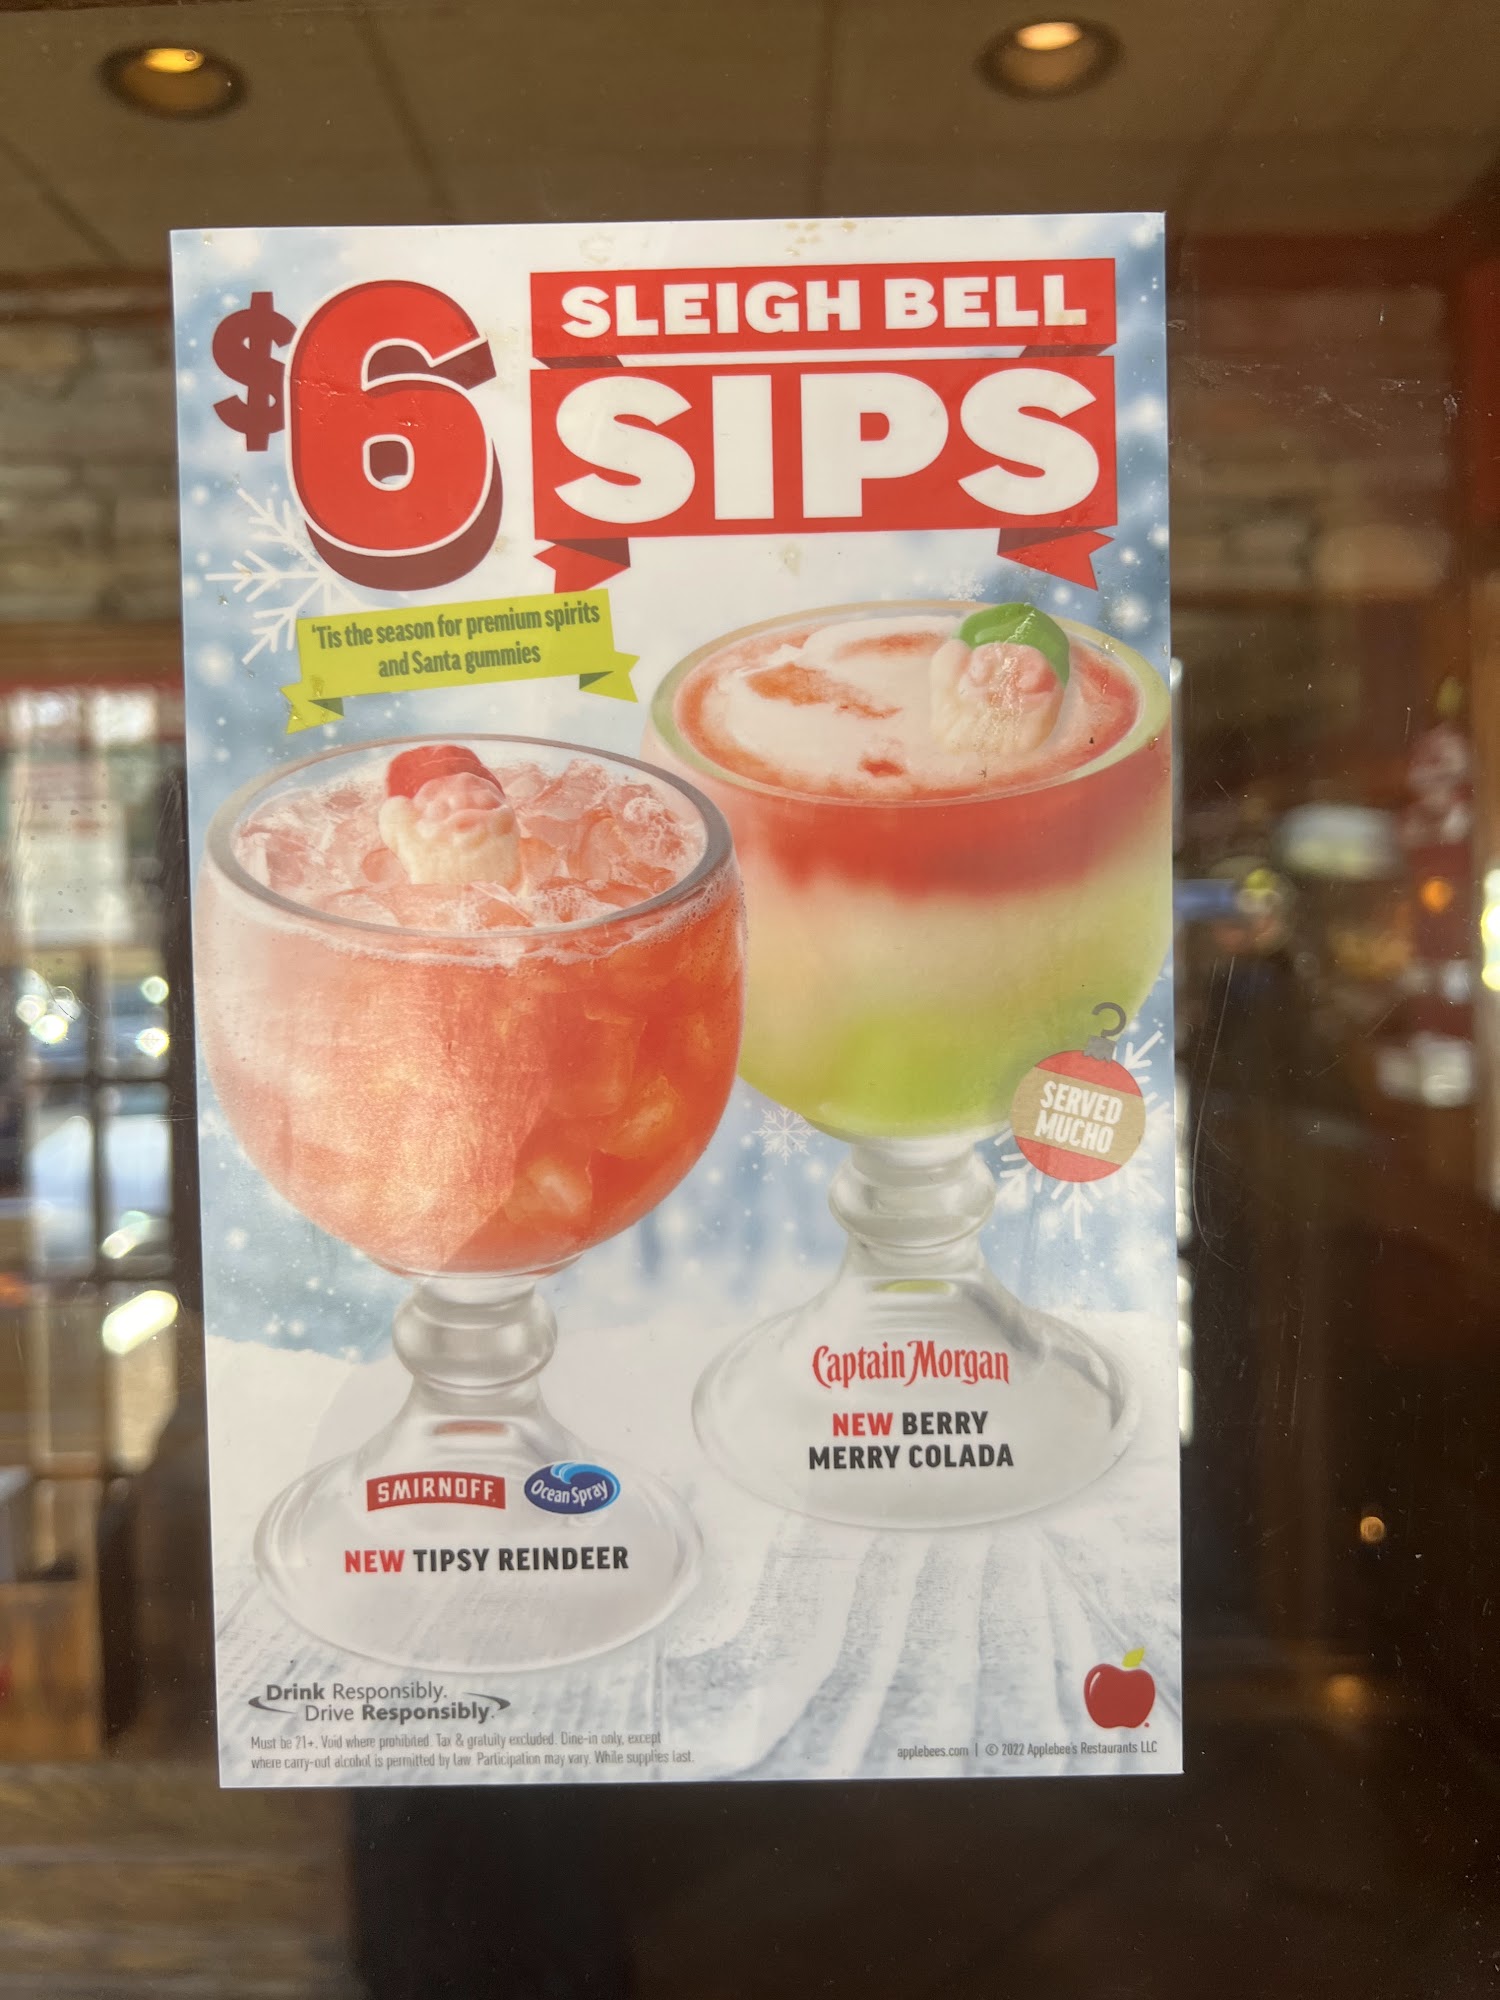 $6
SLEIGH BELL
SIPS
'Tis the season for premium spirits
and Santa gummies
SERVED
MUCHO
Captain Morgan
NEW BERRY
MERRY COLADA
SMIRNOFF
Ocean Spray
NEW TIPSY REINDEER
Drink Responsibly.
Drive Responsibly.
Must be 21+. Void where prohibited. Tax & gratuity excluded. Dine-in only, except
where carry-out alcohol is permitted by law. Participation may vary. While supplies last.
applebees.com | © 2022 Applebee's Restaurants LLC